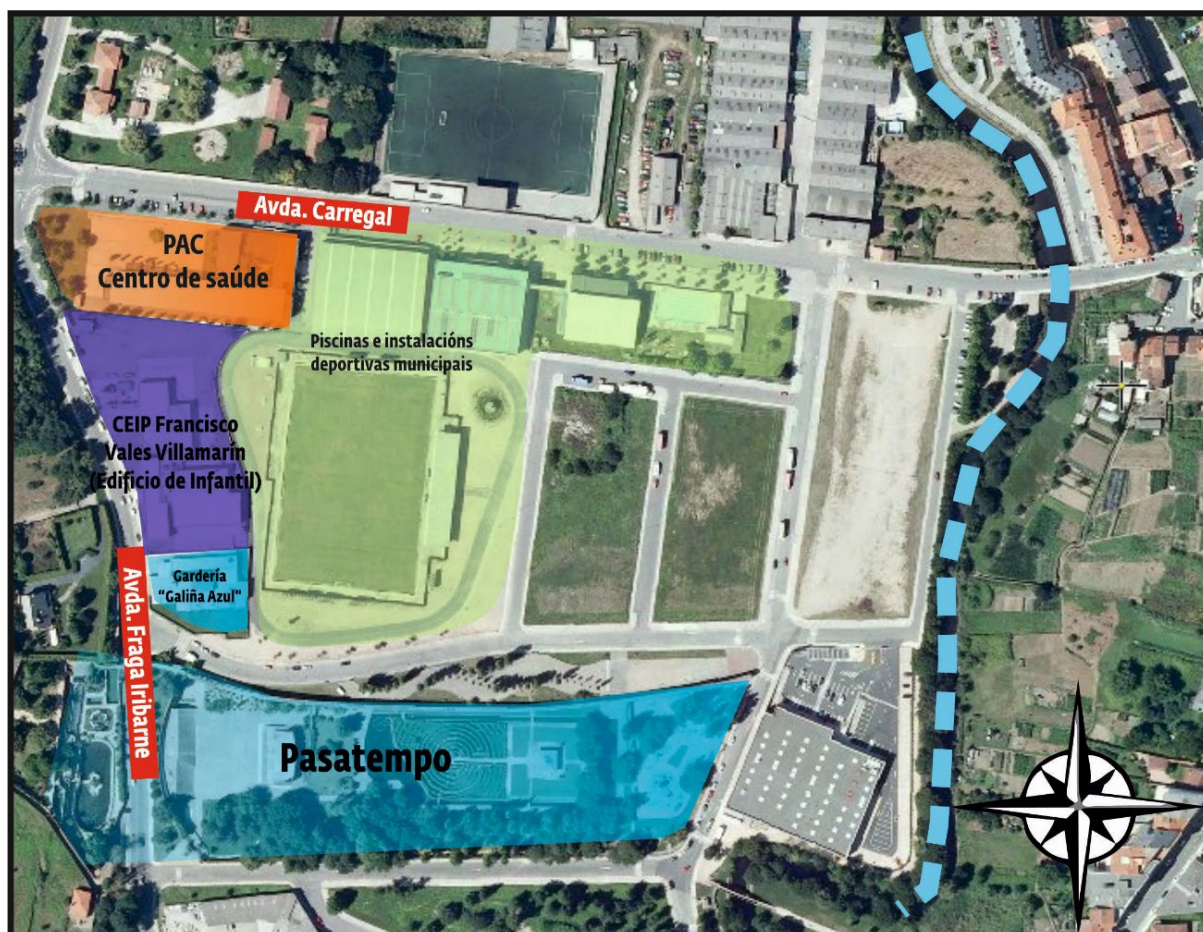 Avda. Carregal
PAC
Centro de saúde
Piscinas e instalacións
deportivas municipais
CEIP Francisco
Vales Villamarín
(Edificio de Infantil)
Gardería
“Galiña Azul“
Avda. Fraga Iribarne
Pasatempo